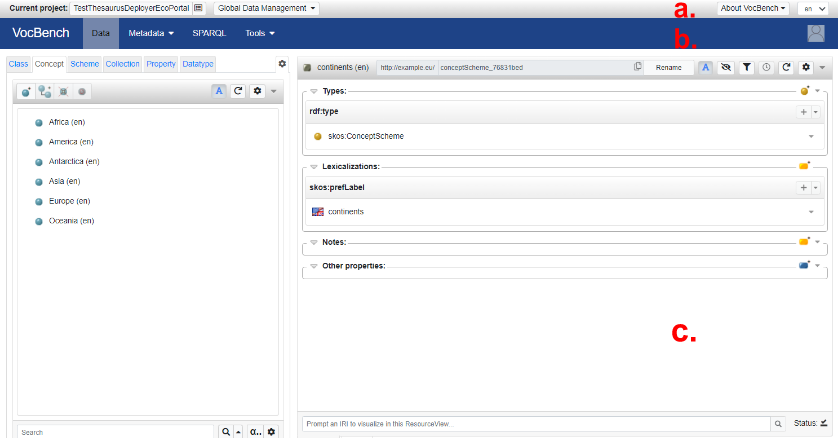 Current project: TestThesaurusDeployerEcoPortal Global Data Management a. About VocBench en
VocBench Data Metadata SPARQL Tools b.
Class Concept Scheme Collection Property Datatype
continents (en) http://example.eu/ conceptScheme_76831bed Rename A
A
Types:
rdf:type
skos:ConceptScheme
Africa (en)
America (en)
Antarctica (en)
Asia (en)
Europe (en)
Oceania (en)
Lexicalizations:
skos:prefLabel
continents
Notes:
Other properties:
c.
Prompt an IRI to visualize in this ResourceView... Status:
Search α..